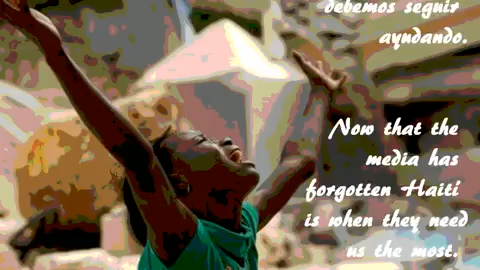 debemos seguir
ayudando.
Now that the
media has
forgotten Haiti
is when they need
us the most.